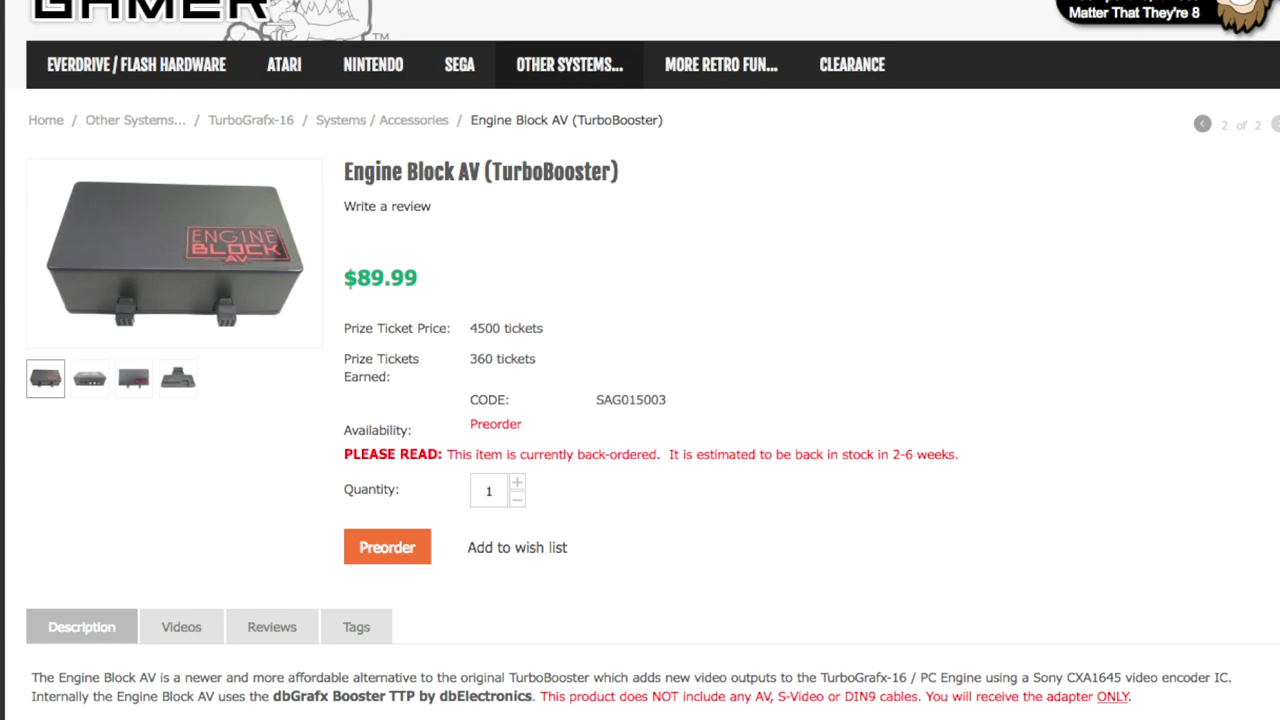 GAMER
TM
Matter That They're 8
EVERDRIVE / FLASH HARDWARE ATARI NINTENDO SEGA OTHER SYSTEMS... MORE RETRO FUN... CLEARANCE
Home / Other Systems... / TurboGrafx-16 / Systems / Accessories / Engine Block AV (TurboBooster)
2 of 2
ENGINE
BLOCK
AV
Engine Block AV (TurboBooster)
Write a review
$89.99
Prize Ticket Price: 4500 tickets
Prize Tickets Earned: 360 tickets
CODE: SAG015003
Availability: Preorder
PLEASE READ: This item is currently back-ordered. It is estimated to be back in stock in 2-6 weeks.
Quantity: 1 + −
Preorder Add to wish list
Description Videos Reviews Tags
The Engine Block AV is a newer and more affordable alternative to the original TurboBooster which adds new video outputs to the TurboGrafx-16 / PC Engine using a Sony CXA1645 video encoder IC.
Internally the Engine Block AV uses the dbGrafx Booster TTP by dbElectronics. This product does NOT include any AV, S-Video or DIN9 cables. You will receive the adapter ONLY.